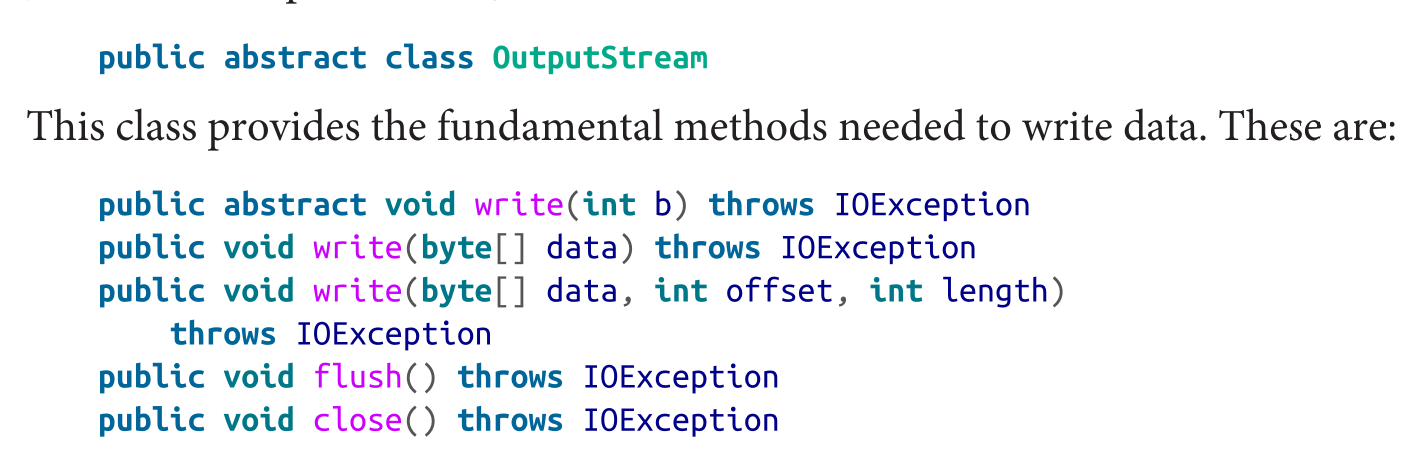 public abstract class OutputStream
This class provides the fundamental methods needed to write data. These are:
public abstract void write(int b) throws IOException
public void write(byte[] data) throws IOException
public void write(byte[] data, int offset, int length)
throws IOException
public void flush() throws IOException
public void close() throws IOException